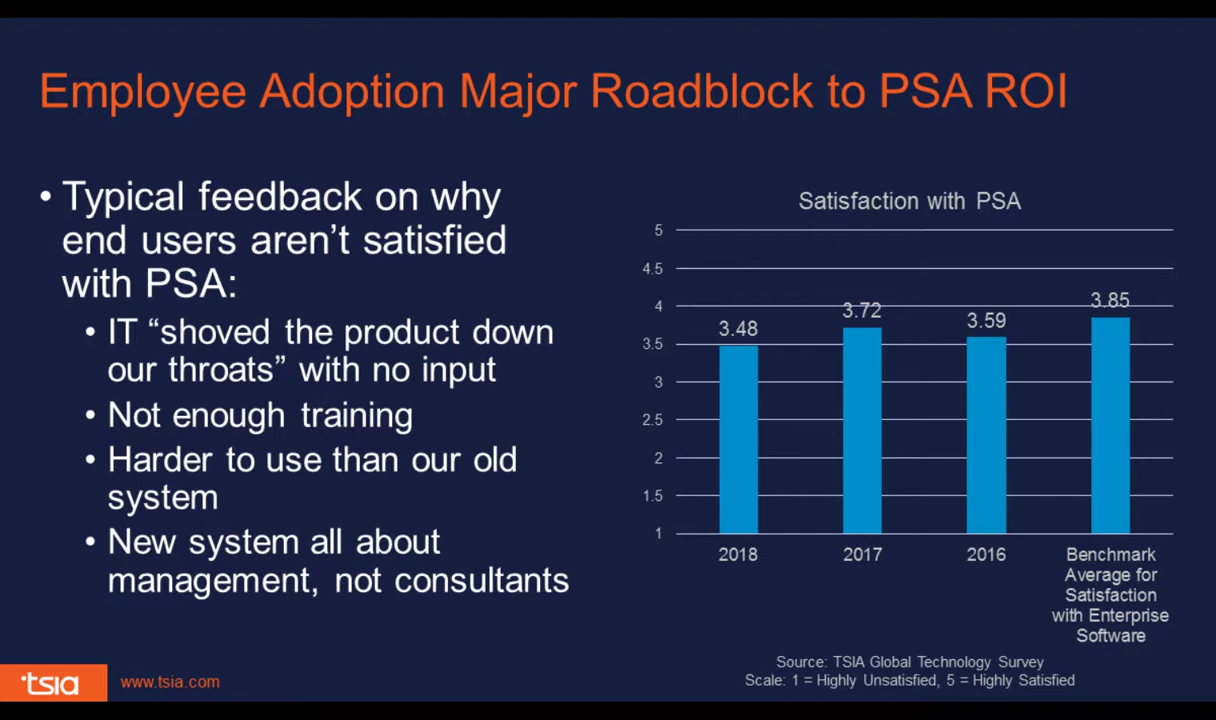 Employee Adoption Major Roadblock to PSA ROI
• Typical feedback on why
end users aren’t satisfied
with PSA:
• IT “shoved the product down
our throats” with no input
• Not enough training
• Harder to use than our old
system
• New system all about
management, not consultants
Satisfaction with PSA
5
4.5
4
3.5
3
2.5
2
1.5
1
3.48
3.72
3.59
3.85
2018
2017
2016
Benchmark
Average for
Satisfaction
with Enterprise
Software
Source: TSIA Global Technology Survey
Scale: 1 = Highly Unsatisfied, 5 = Highly Satisfied
tsia
www.tsia.com